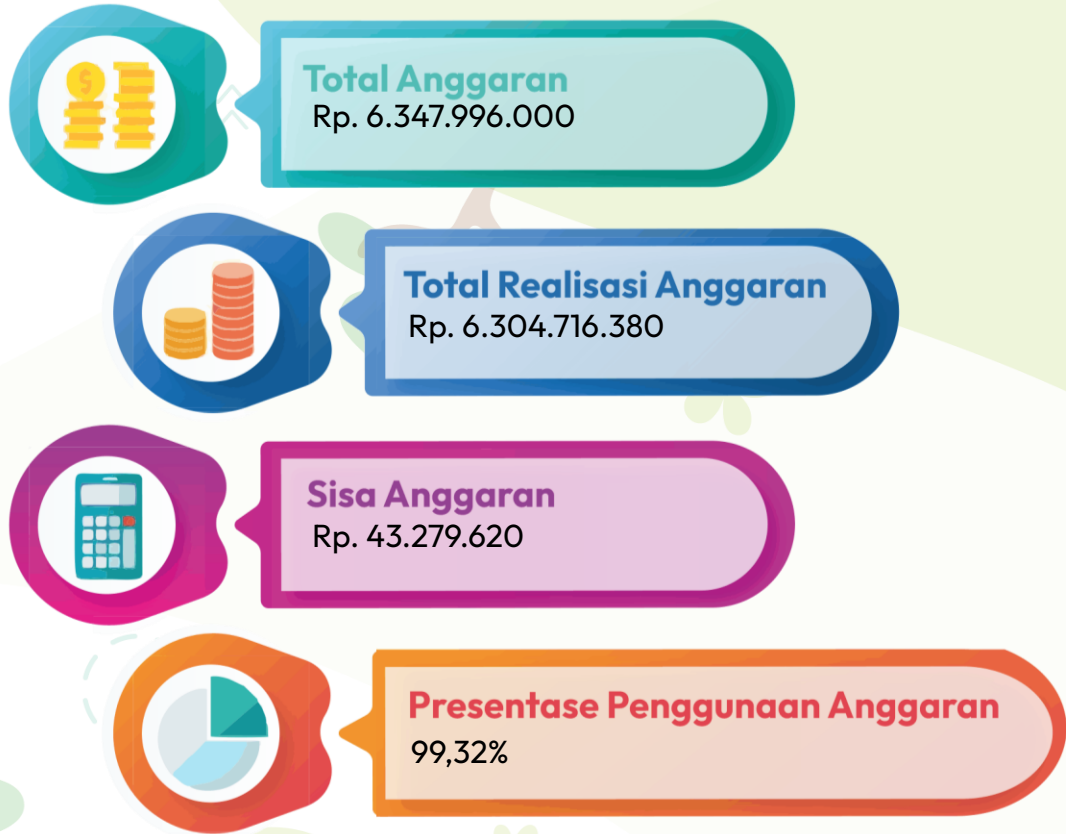 Total Anggaran
Rp. 6.347.996.000
Total Realisasi Anggaran
Rp. 6.304.716.380
Sisa Anggaran
Rp. 43.279.620
Presentase Penggunaan Anggaran
99,32%